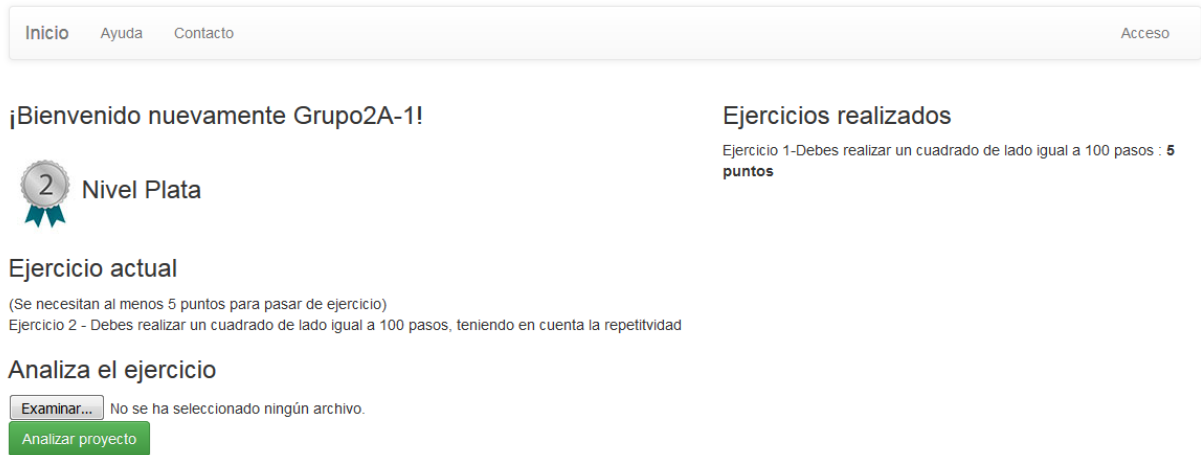 Inicio Ayuda Contacto Acceso
¡Bienvenido nuevamente Grupo2A-1!
2 Nivel Plata
Ejercicio actual
(Se necesitan al menos 5 puntos para pasar de ejercicio)
Ejercicio 2 - Debes realizar un cuadrado de lado igual a 100 pasos, teniendo en cuenta la repetitvidad
Analiza el ejercicio
Examinar... No se ha seleccionado ningún archivo.
Analizar proyecto
Ejercicios realizados
Ejercicio 1-Debes realizar un cuadrado de lado igual a 100 pasos : 5
puntos